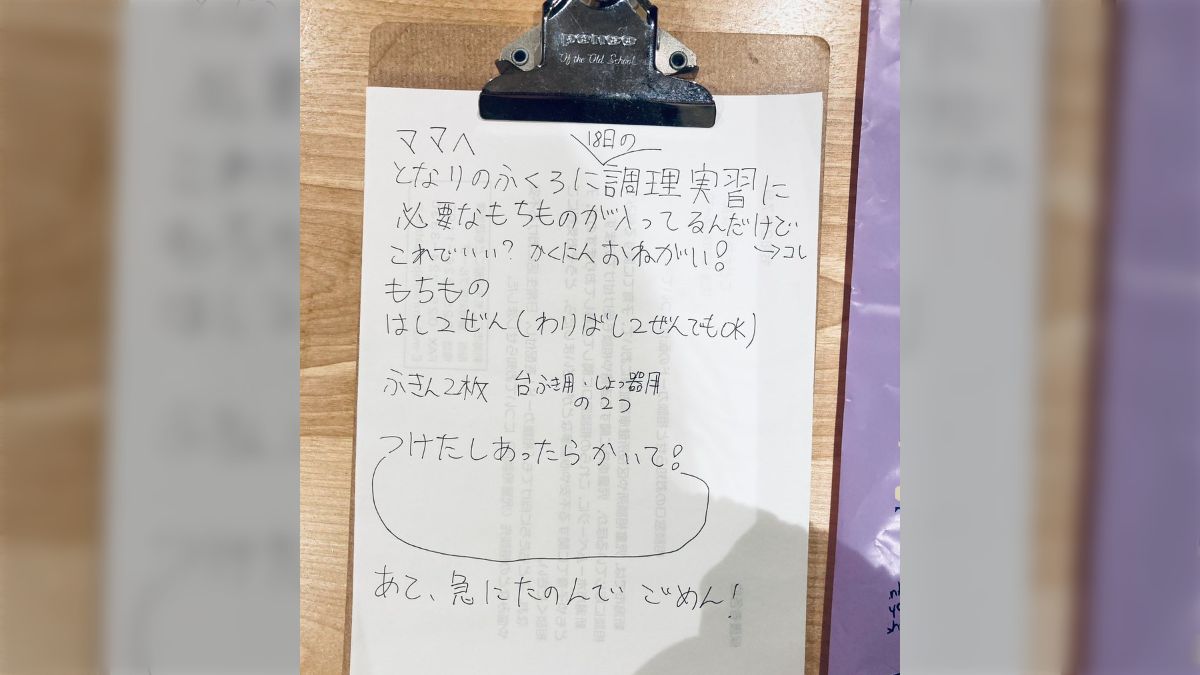 Of the Old School
ママへ
18日の
となりのふくろに調理実習に
必要なもちものが入ってるんだけで
これでいい？かくにんおねがい！ →コレ
もちもの
はし2ぜん(わりばし2ぜんでもOK)
ふきん2枚 台ふき用・しょっ器用
の2つ
つけたしあったらかいて！
あと、急にたのんで ごめん！